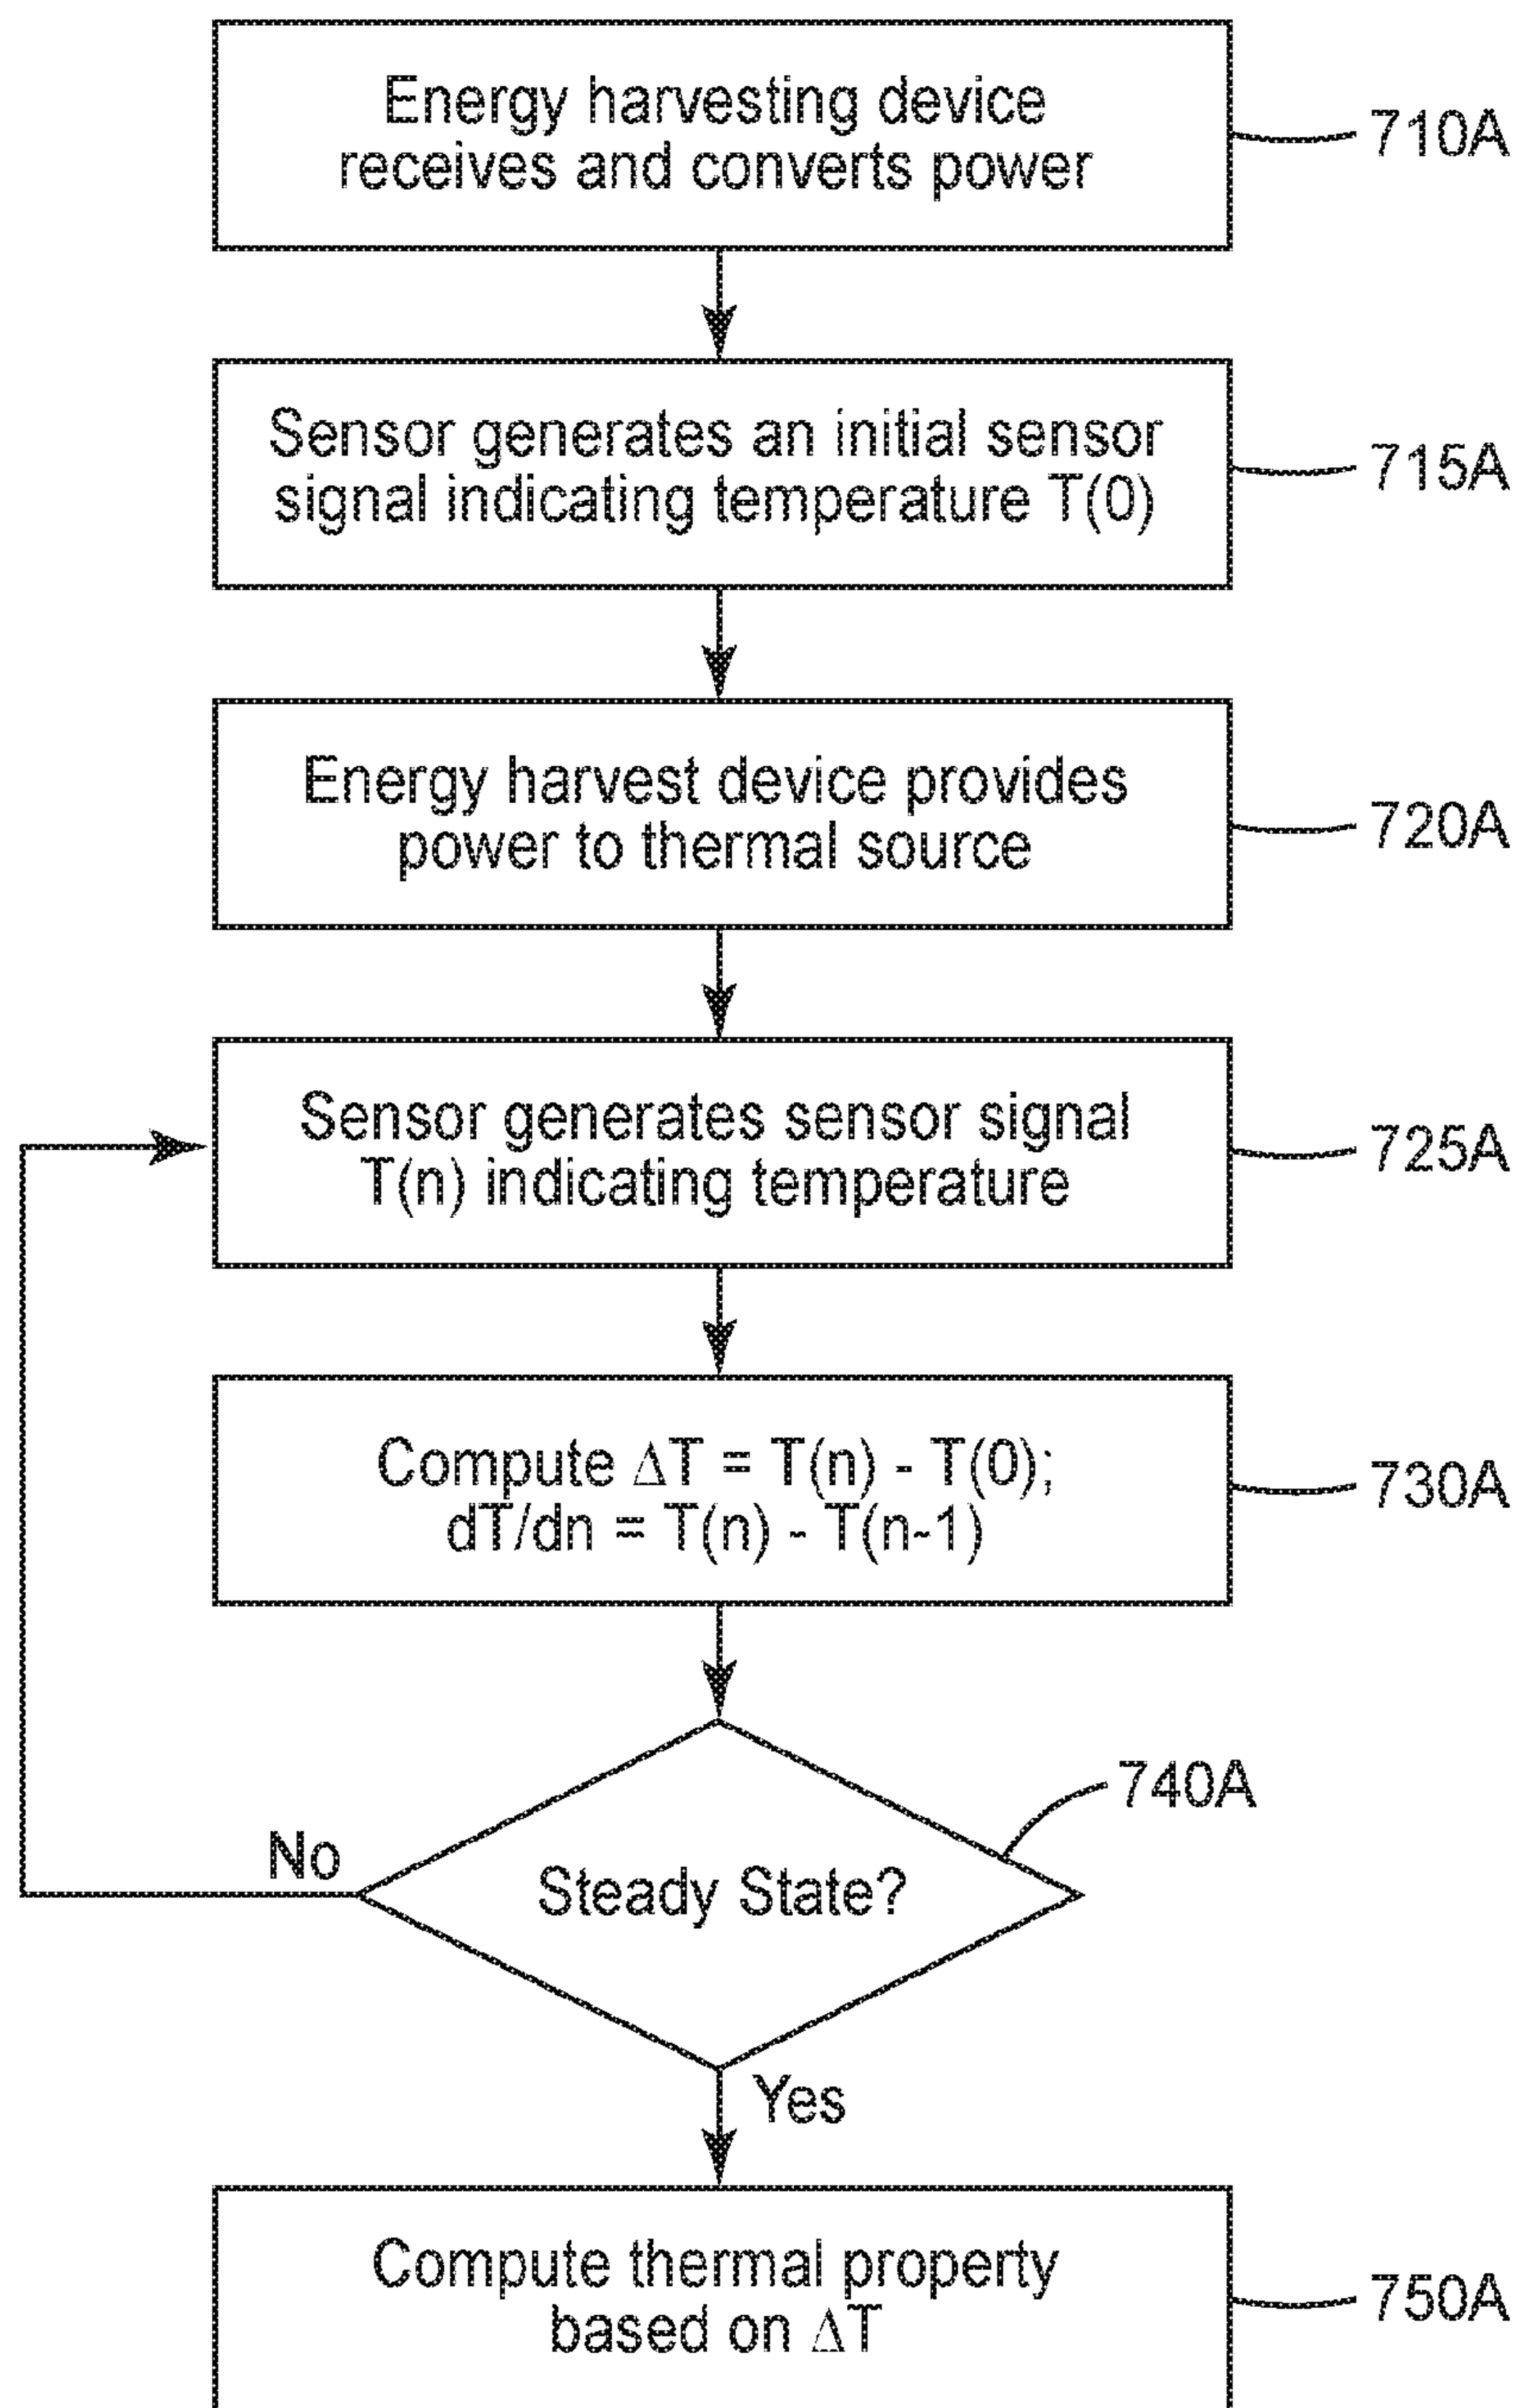 Energy harvesting device
receives and converts power
710A
Sensor generates an initial sensor
signal indicating temperature T(0)
715A
Energy harvest device provides
power to thermal source
720A
Sensor generates sensor signal
T(n) indicating temperature
725A
Compute ΔT = T(n) - T(0);
dT/dn = T(n) - T(n-1)
730A
740A
No
Steady State?
Yes
Compute thermal property
based on ΔT
750A